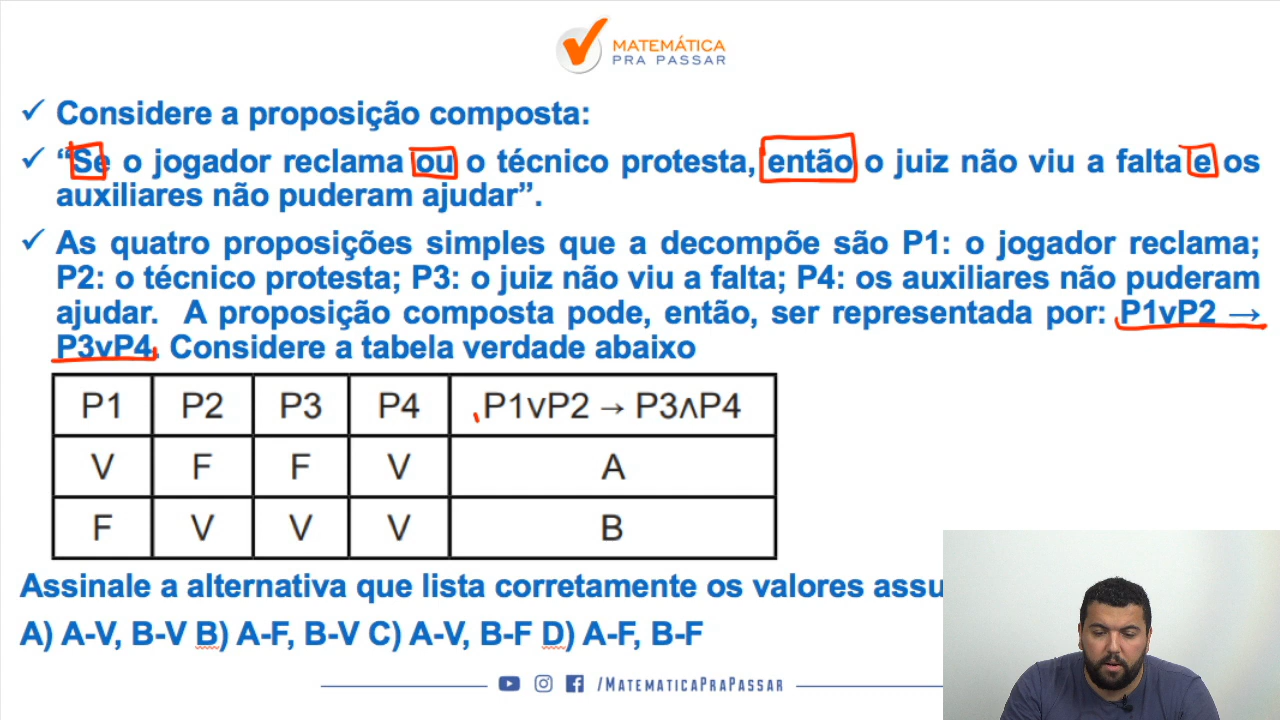 MATEMÁTICA
PRA PASSAR
✓ Considere a proposição composta:
✓ “Se o jogador reclama ou o técnico protesta, então o juiz não viu a falta e os
auxiliares não puderam ajudar”.
✓ As quatro proposições simples que a decompõe são P1: o jogador reclama;
P2: o técnico protesta; P3: o juiz não viu a falta; P4: os auxiliares não puderam
ajudar. A proposição composta pode, então, ser representada por: P1vP2 →
P3vP4. Considere a tabela verdade abaixo
P1 P2 P3 P4 P1vP2 → P3∧P4
V F F V A
F V V V B
Assinale a alternativa que lista corretamente os valores
A) A-V, B-V B) A-F, B-V C) A-V, B-F D) A-F, B-F
/MATEMATICAPRAPASSAR